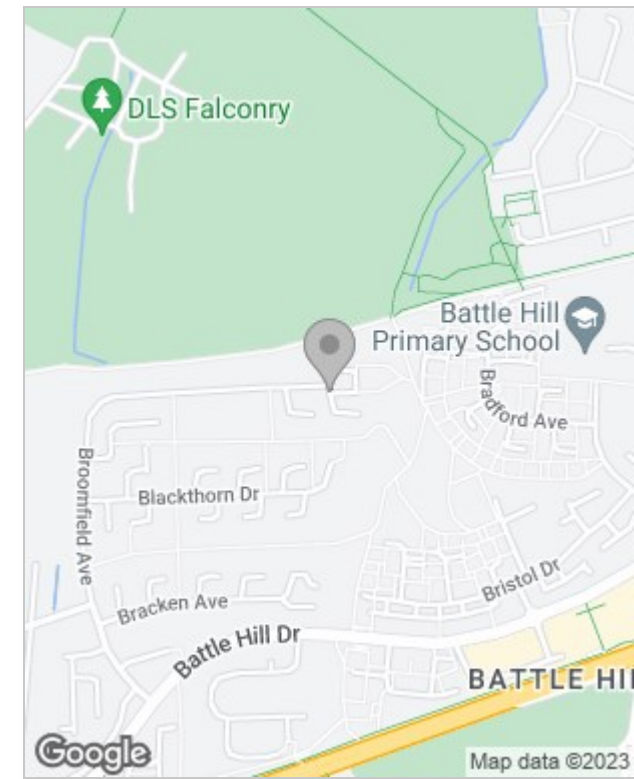 DLS Falconry
Battle Hill
Primary School
Bradford Ave
Broomfield Ave
Blackthorn Dr
Bracken Ave
Bristol Dr
Battle Hill Dr
BATTLE HIL
Google
Map data ©2023